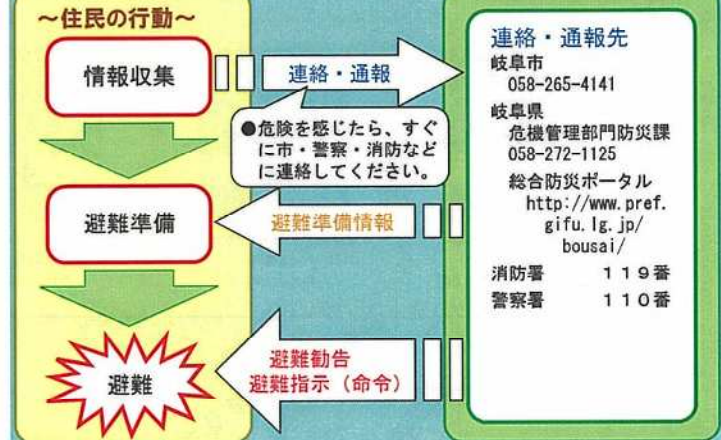 ～住民の行動～
情報収集
連絡・通報
●危険を感じたら、すぐ
に市・警察・消防など
に連絡してください。
避難準備
避難準備情報
避難
避難勧告
避難指示（命令）
連絡・通報先
岐阜市
058-265-4141
岐阜県
危機管理部門防災課
058-272-1125
総合防災ポータル
http://www.pref.
gifu.lg.jp/
bousai/
消防署　１１９番
警察署　１１０番